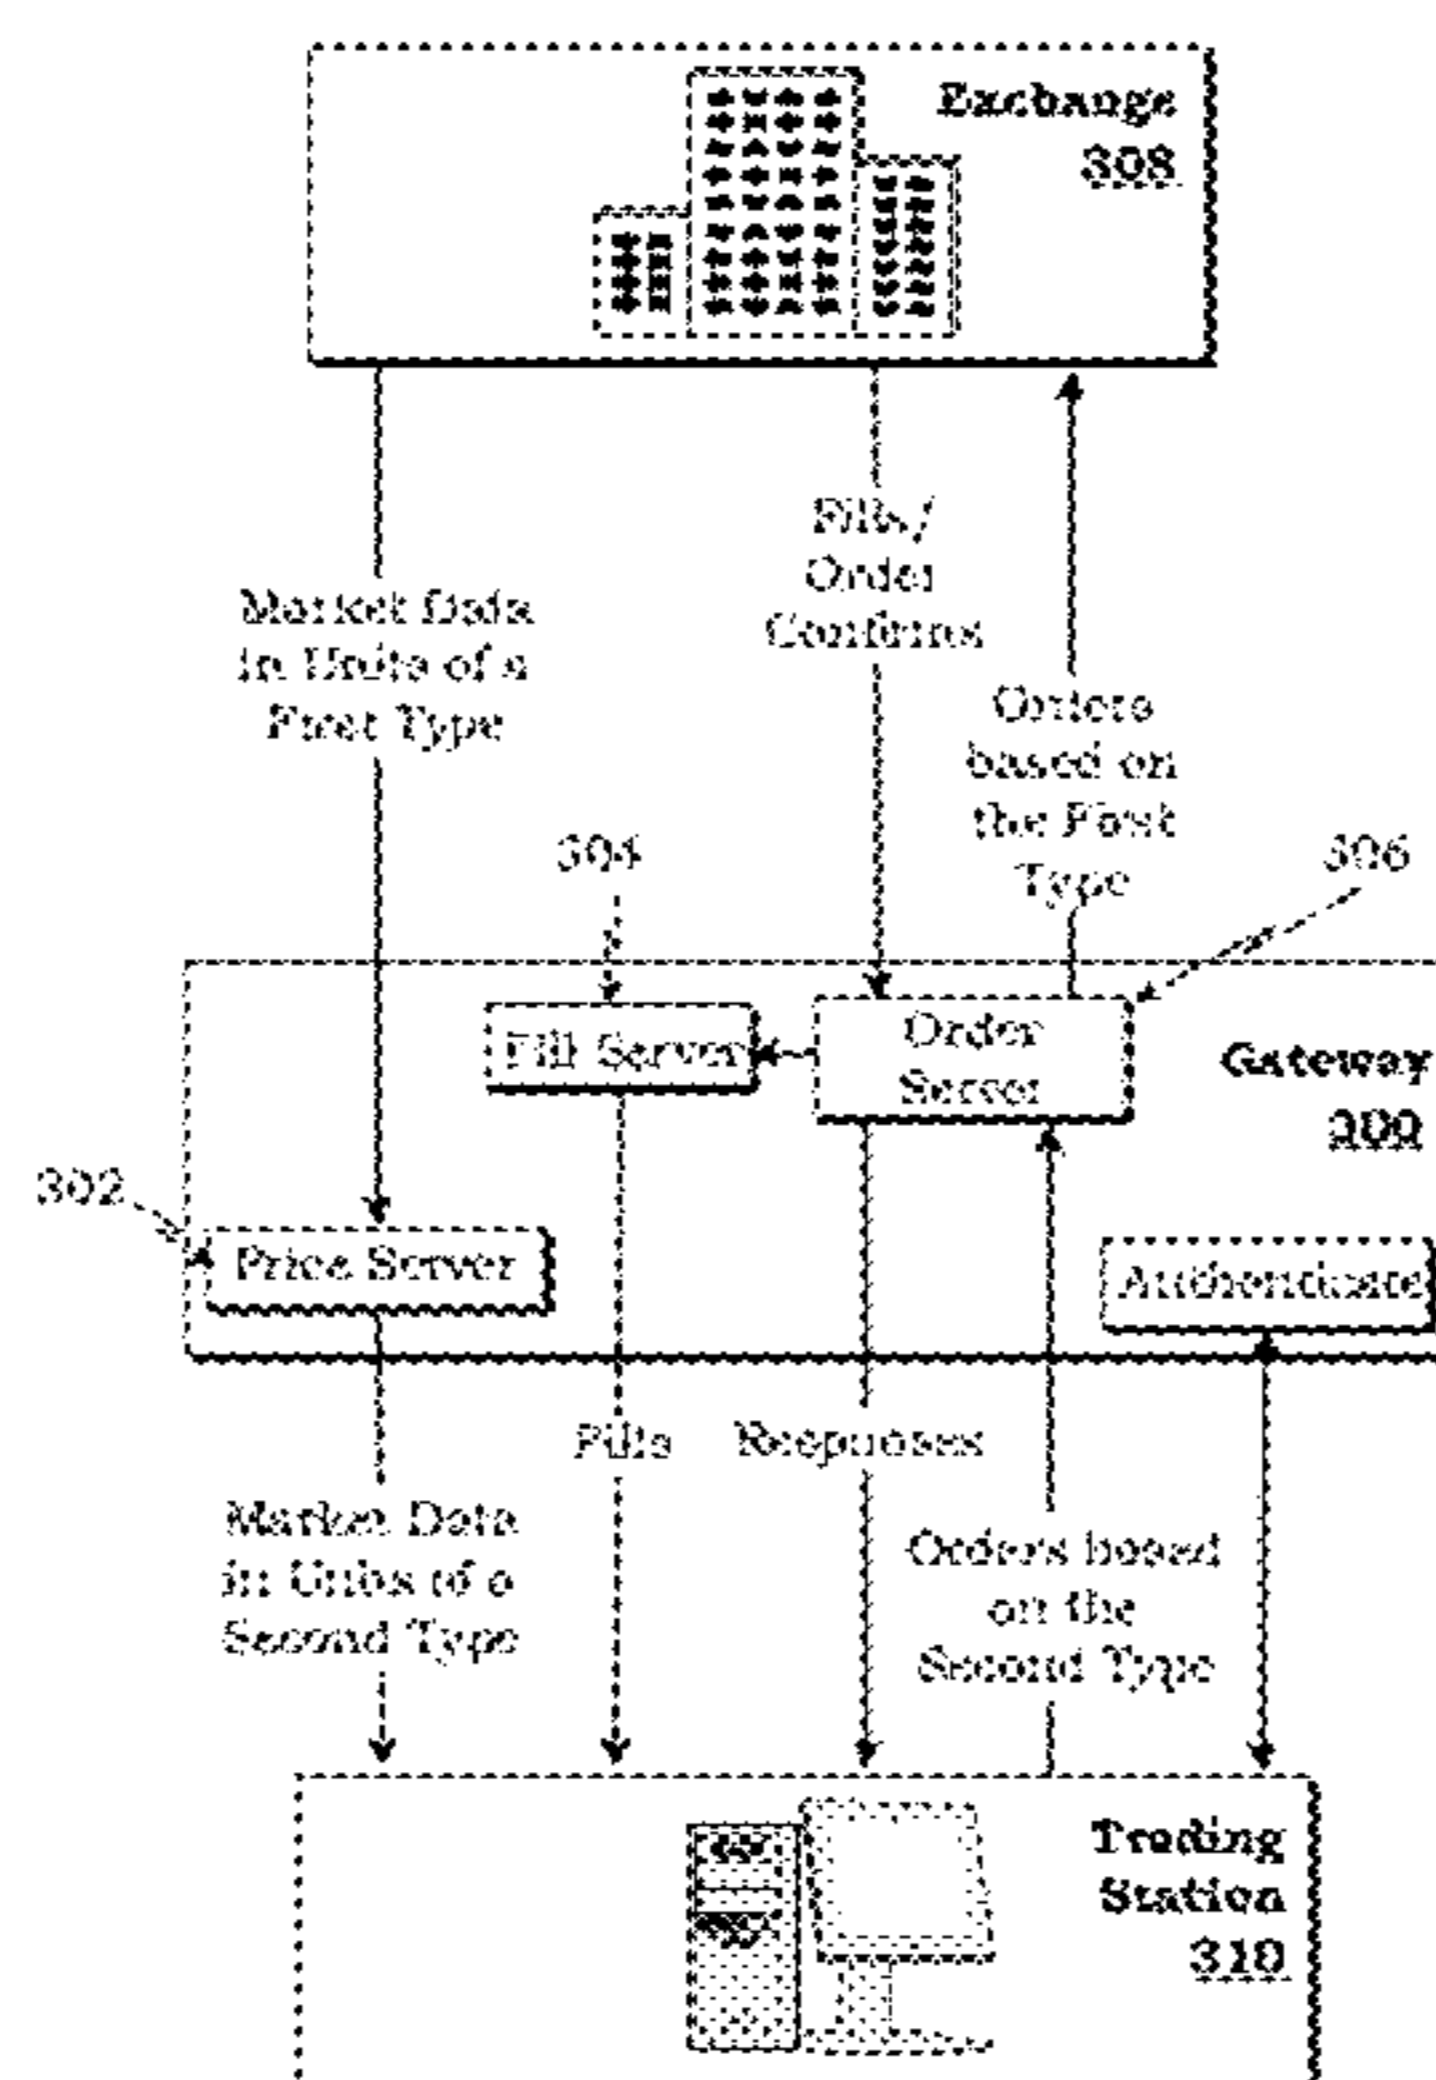 Exchange
308
Fills/
Order
Confirms
Market Data
in Units of a
First Type
Orders
based on
the First
Type
304
306
Fill Server
Order
Server
Gateway
300
302
Price Server
Authenticate
Fills
Responses
Market Data
in Units of a
Second Type
Orders based
on the
Second Type
Trading
Station
310